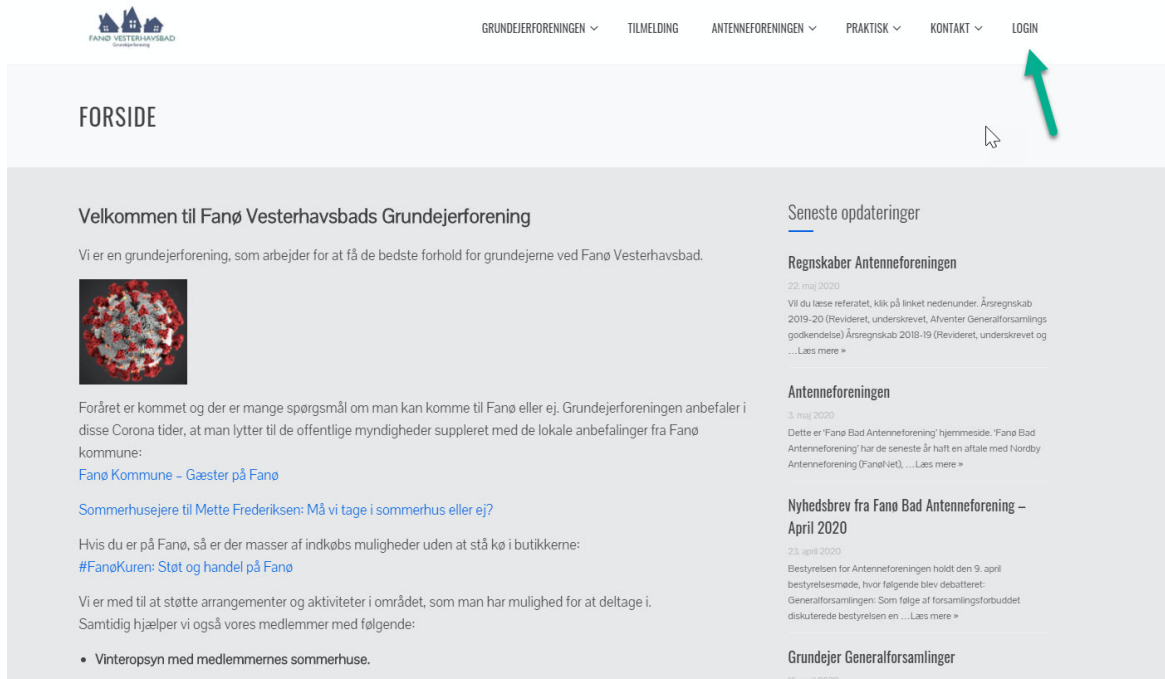 FANØ VESTERHAVSBAD
Grundejerforening
GRUNDEJERFORENINGEN
TILMELDING
ANTENNEFORENINGEN
PRAKTISK
KONTAKT
LOGIN
FORSIDE
Velkommen til Fanø Vesterhavsbads Grundejerforening
Vi er en grundejerforening, som arbejder for at få de bedste forhold for grundejerne ved Fanø Vesterhavsbad.
Foråret er kommet og der er mange spørgsmål om man kan komme til Fanø eller ej. Grundejerforeningen anbefaler i
disse Corona tider, at man lytter til de offentlige myndigheder suppleret med de lokale anbefalinger fra Fanø
kommune:
Fanø Kommune – Gæster på Fanø
Sommerhusejere til Mette Frederiksen: Må vi tage i sommerhus eller ej?
Hvis du er på Fanø, så er der masser af indkøbs muligheder uden at stå kø i butikkerne:
#FanøKuren: Støt og handel på Fanø
Vi er med til at støtte arrangementer og aktiviteter i området, som man har mulighed for at deltage i.
Samtidig hjælper vi også vores medlemmer med følgende:
• Vinteropsyn med medlemmernes sommerhuse.
Seneste opdateringer
Regnskaber Antenneforeningen
22. maj 2020
Vil du læse referatet, klik på linket nedenunder. Årsregnskab
2019-20 (Revideret, underskrevet, Afventer Generalforsamlings
godkendelse) Årsregnskab 2018-19 (Revideret, underskrevet og
…Læs mere »
Antenneforeningen
3. maj 2020
Dette er 'Fanø Bad Antenneforening' hjemmeside. 'Fanø Bad
Antenneforening' har de seneste år haft en aftale med Nordby
Antenneforening (FanøNet), …Læs mere »
Nyhedsbrev fra Fanø Bad Antenneforening –
April 2020
23. april 2020
Bestyrelsen for Antenneforeningen holdt den 9. april
bestyrelsesmøde, hvor følgende blev debatteret:
Generalforsamlingen: Som følge af forsamlingsforbuddet
diskuterede bestyrelsen en …Læs mere »
Grundejer Generalforsamlinger